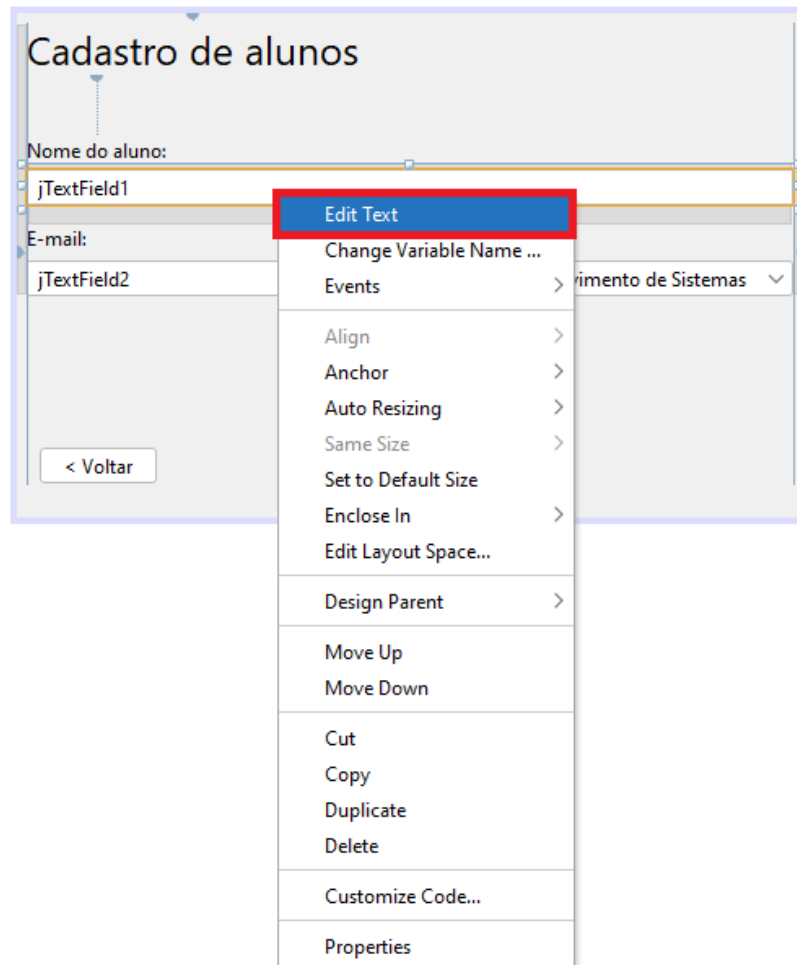 Cadastro de alunos
Nome do aluno:
jTextField1
Edit Text
E-mail:
Change Variable Name ...
jTextField2
vimento de Sistemas
Events
Align
Anchor
Auto Resizing
Same Size
< Voltar
Set to Default Size
Enclose In
Edit Layout Space...
Design Parent
Move Up
Move Down
Cut
Copy
Duplicate
Delete
Customize Code...
Properties